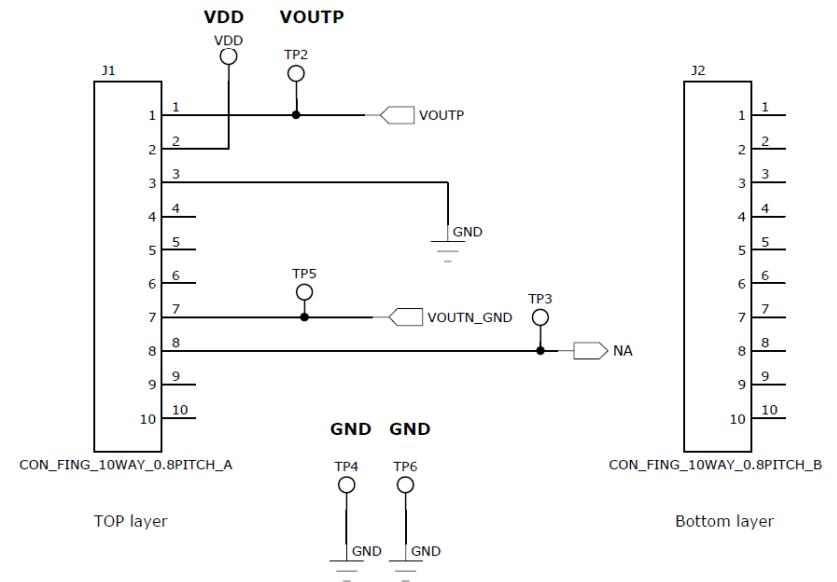 VDD VOUTP
VDD
TP2
J1 J2
1 1 VOUTP 1 1
2 2 2 2
3 3 3 3
4 4 4 4
GND
5 5 5 5
6 6 6 6
TP5
TP3
7 7 VOUTN_GND 7 7
8 8 NA 8 8
9 9 9 9
10 10 10 10
GND GND
CON_FING_10WAY_0.8PITCH_A TP4 TP6 CON_FING_10WAY_0.8PITCH_B
TOP layer Bottom layer
GND GND